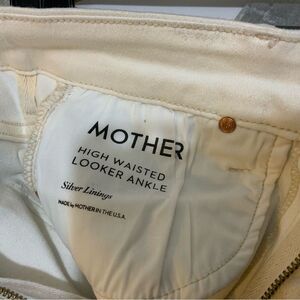 MOTHER
HIGH WAISTED
LOOKER ANKLE
Silver Linings
MADE by MOTHER IN THE U.S.A.